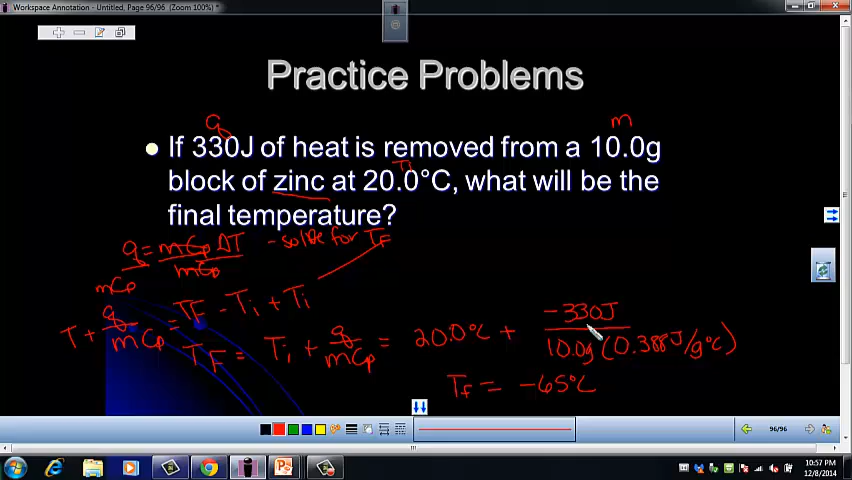 Workspace Annotation - Untitled, Page 96/96 (Zoom 100%) *
Practice Problems
q
m
If 330J of heat is removed from a 10.0g
Ti
block of zinc at 20.0°C, what will be the
final temperature?
q = mCp ΔT - solve for TF
mCp mCp
T + q/mCp = TF - Ti + Ti
TF = Ti + q/mCp = 20.0°C + -330J / 10.0g (0.388J/g°C)
Tf = -65°C
96/96
10:57 PM
12/8/2014